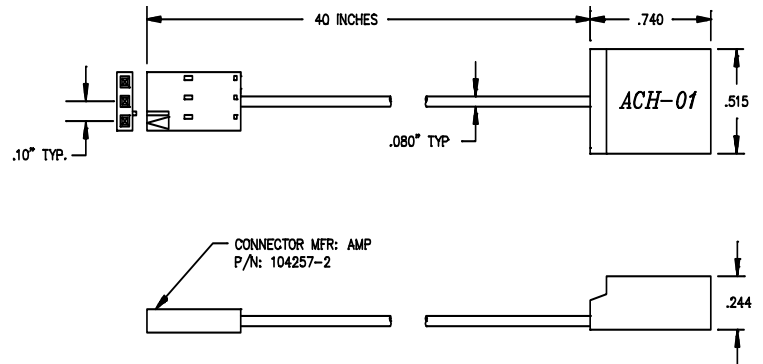 40 INCHES
.740
ACH-01
.515
.10" TYP.
.080" TYP
CONNECTOR MFR: AMP
P/N: 104257-2
.244